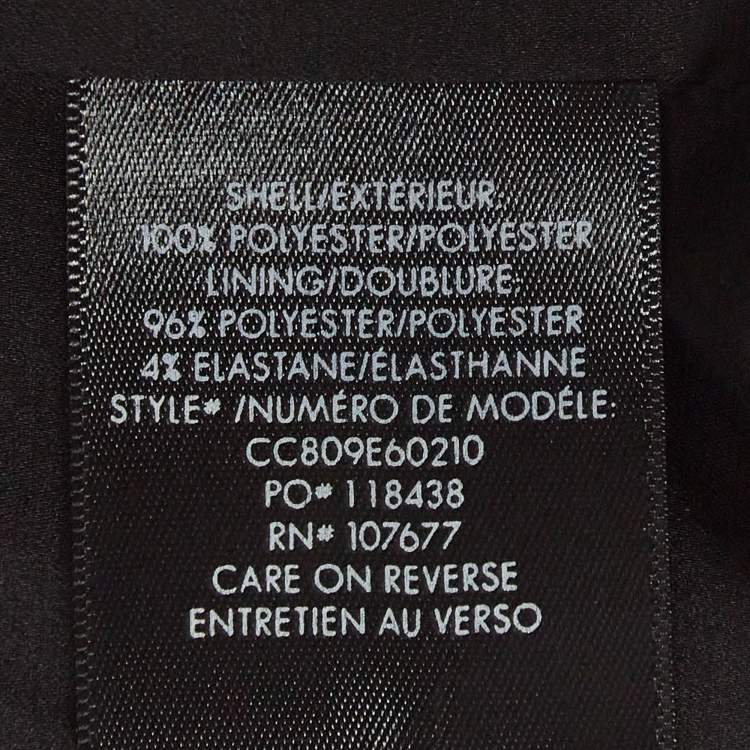 SHELL/EXTÉRIEUR:
100% POLYESTER/POLYESTER
LINING/DOUBLURE:
96% POLYESTER/POLYESTER
4% ELASTANE/ÉLASTHANNE
STYLE# /NUMÉRO DE MODÉLE:
CC809E60210
PO# 118438
RN# 107677
CARE ON REVERSE
ENTRETIEN AU VERSO